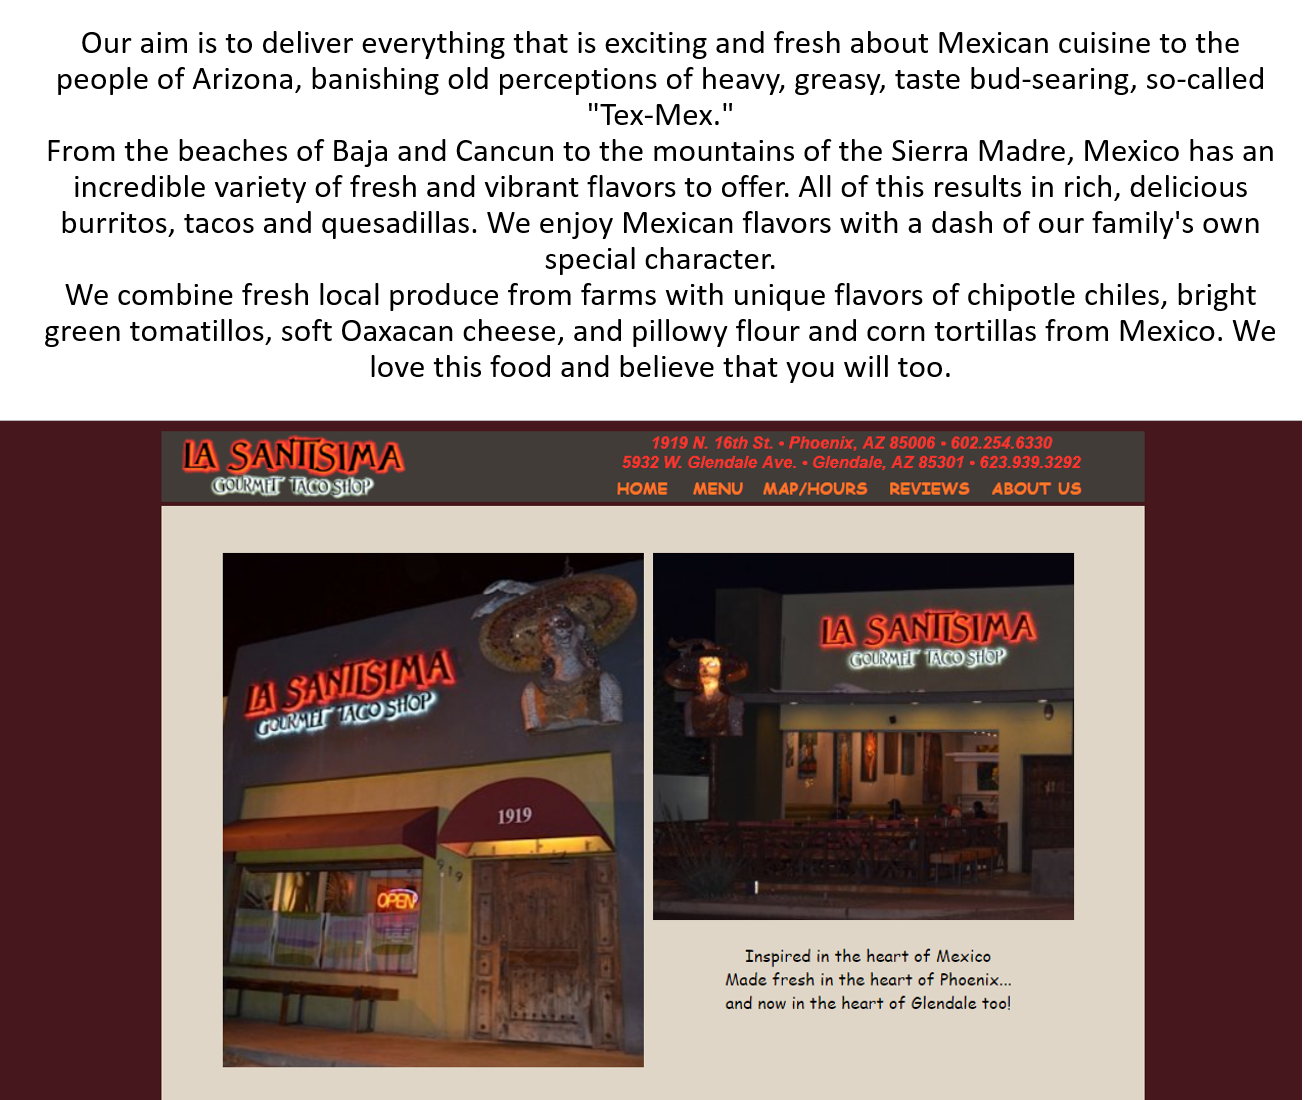 Our aim is to deliver everything that is exciting and fresh about Mexican cuisine to the
people of Arizona, banishing old perceptions of heavy, greasy, taste bud-searing, so-called
"Tex-Mex."
From the beaches of Baja and Cancun to the mountains of the Sierra Madre, Mexico has an
incredible variety of fresh and vibrant flavors to offer. All of this results in rich, delicious
burritos, tacos and quesadillas. We enjoy Mexican flavors with a dash of our family's own
special character.
We combine fresh local produce from farms with unique flavors of chipotle chiles, bright
green tomatillos, soft Oaxacan cheese, and pillowy flour and corn tortillas from Mexico. We
love this food and believe that you will too.
LA SANTISIMA
GOURMET TACO SHOP
1919 N. 16th St. • Phoenix, AZ 85006 • 602.254.6330
5932 W. Glendale Ave. • Glendale, AZ 85301 • 623.939.3292
HOME MENU MAP/HOURS REVIEWS ABOUT US
LA SANTISIMA
GOURMET TACO SHOP
1919
919
OPEN
LA SANTISIMA
GOURMET TACO SHOP
Inspired in the heart of Mexico
Made fresh in the heart of Phoenix...
and now in the heart of Glendale too!